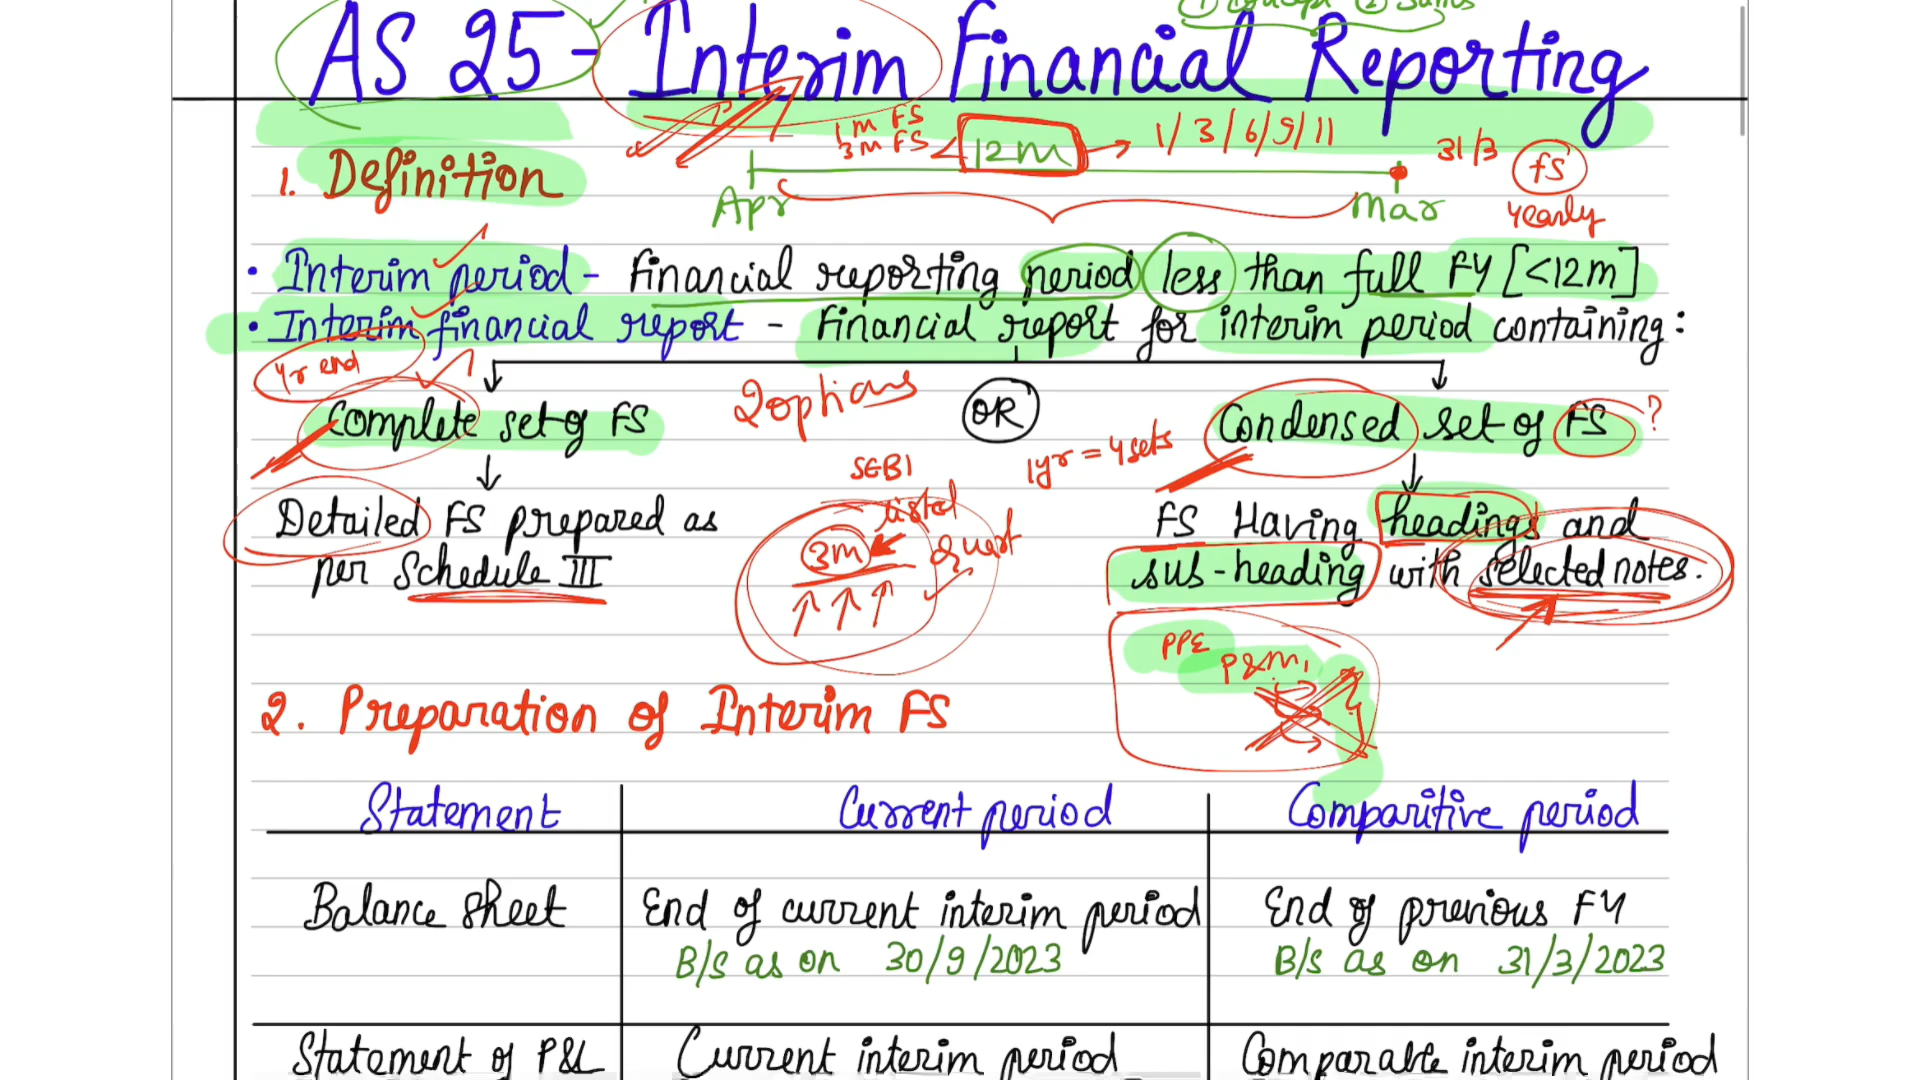 AS 25 - Interim Financial Reporting
1m FS
3m FS < 12m → 1/3/6/9/11
31/3 FS
yearly
1. Definition
Apr Mar
• Interim period - Financial reporting period less than full FY [<12m]
• Interim financial report - Financial report for interim period containing:
Yr end
2 options
Complete set of FS OR Condensed set of FS ?
1yr = 4 sets
SEBI
listed
3m
Detailed FS prepared as
per Schedule III
FS Having headings and
sub-heading with selected notes.
PPE
P&M,
2. Preparation of Interim FS
Statement Current period Comparitive period
Balance Sheet End of current interim period End of previous FY
B/S as on 30/9/2023 B/S as on 31/3/2023
Statement of P&L Current interim period Comparable interim period